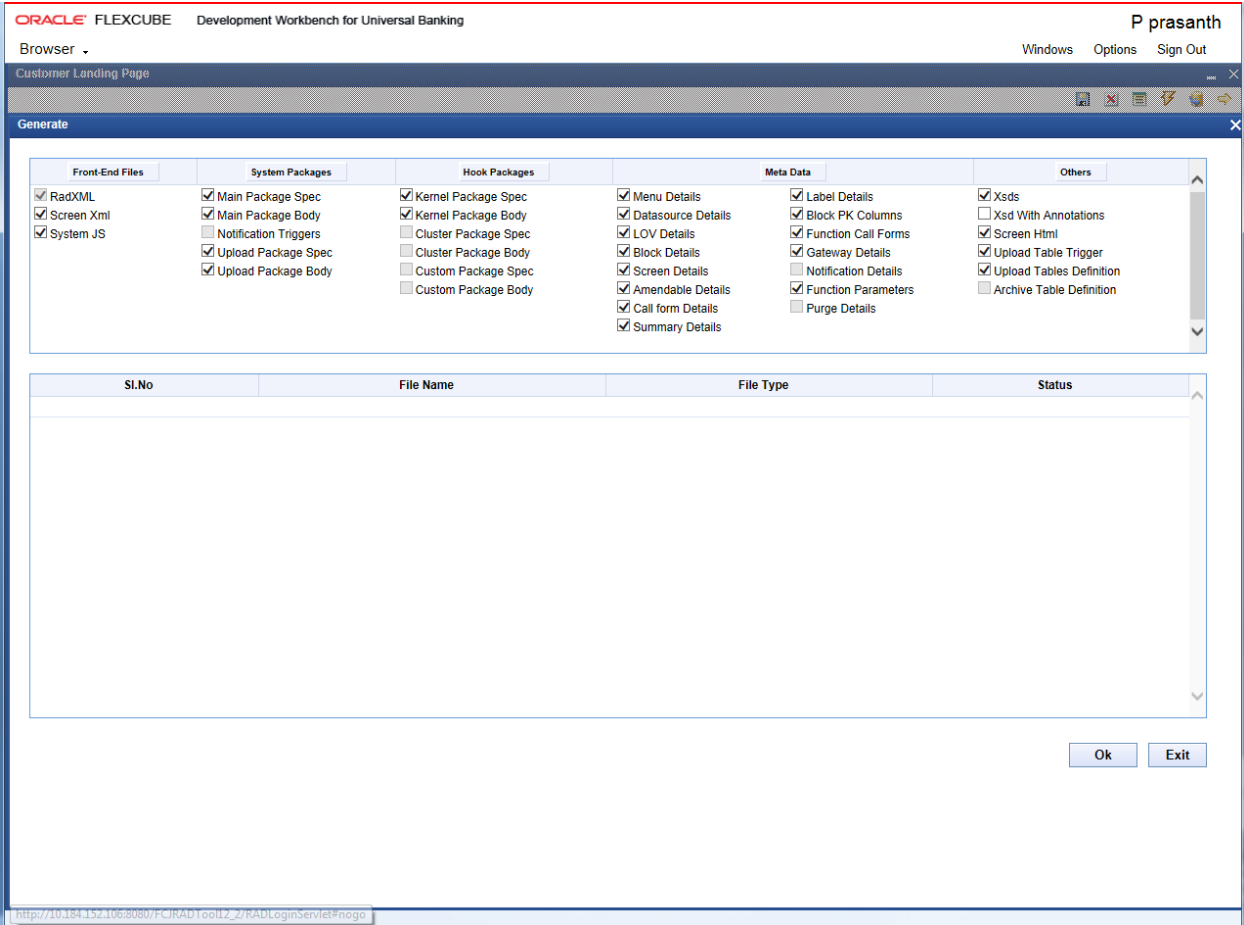 ORACLE® FLEXCUBE Development Workbench for Universal Banking P prasanth
Browser Windows Options Sign Out
Customer Landing Page
Generate
Front-End Files System Packages Hook Packages Meta Data Others
RadXML Main Package Spec Kernel Package Spec Menu Details Label Details Xsds
Screen Xml Main Package Body Kernel Package Body Datasource Details Block PK Columns Xsd With Annotations
System JS Notification Triggers Cluster Package Spec LOV Details Function Call Forms Screen Html
Upload Package Spec Cluster Package Body Block Details Gateway Details Upload Table Trigger
Upload Package Body Custom Package Spec Screen Details Notification Details Upload Tables Definition
Custom Package Body Amendable Details Function Parameters Archive Table Definition
Call form Details Purge Details
Summary Details
Sl.No File Name File Type Status
Ok Exit
http://10.184.152.106:8080/FCJRADTool12_2/RADLoginServlet#nogo